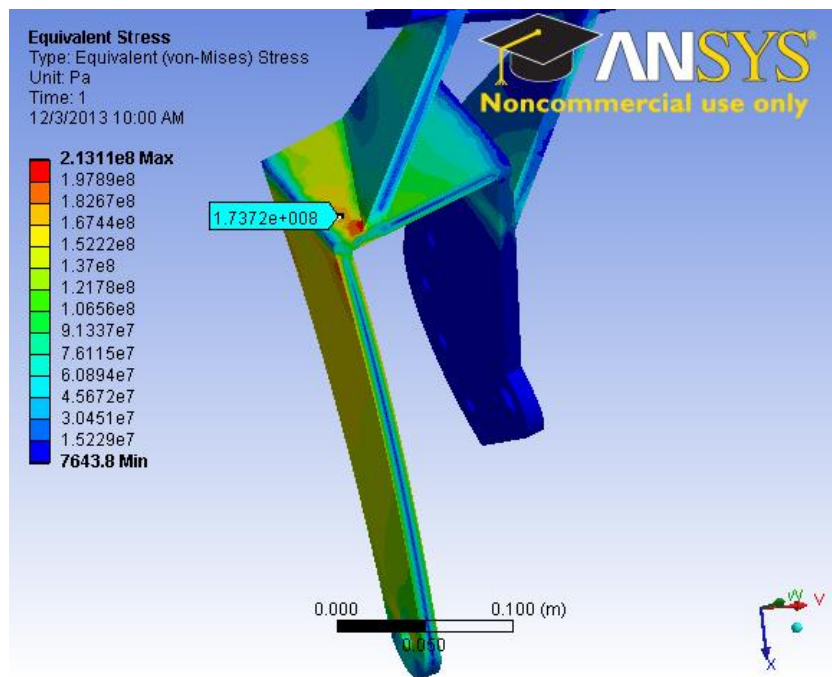 Equivalent Stress
Type: Equivalent (von-Mises) Stress
Unit: Pa
Time: 1
12/3/2013 10:00 AM
ANSYS
Noncommercial use only
2.1311e8 Max
1.9789e8
1.8267e8
1.6744e8
1.5222e8
1.37e8
1.2178e8
1.0656e8
9.1337e7
7.6115e7
6.0894e7
4.5672e7
3.0451e7
1.5229e7
7643.8 Min
1.7372e+008
0.000
0.100 (m)
0.050
W
V
X